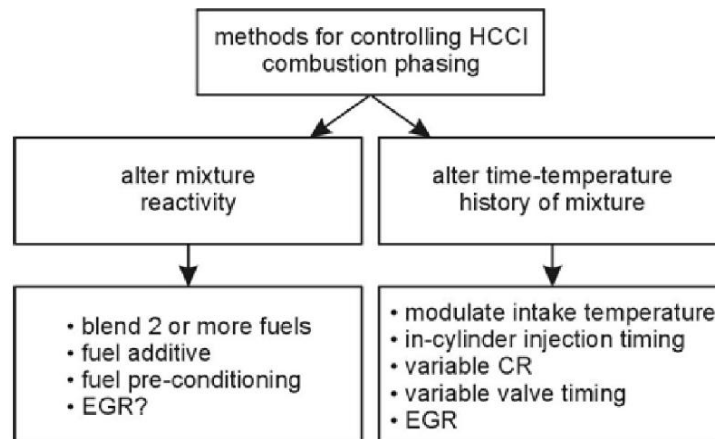 methods for controlling HCCI
combustion phasing
alter mixture
reactivity
alter time-temperature
history of mixture
• blend 2 or more fuels
• fuel additive
• fuel pre-conditioning
• EGR?
• modulate intake temperature
• in-cylinder injection timing
• variable CR
• variable valve timing
• EGR